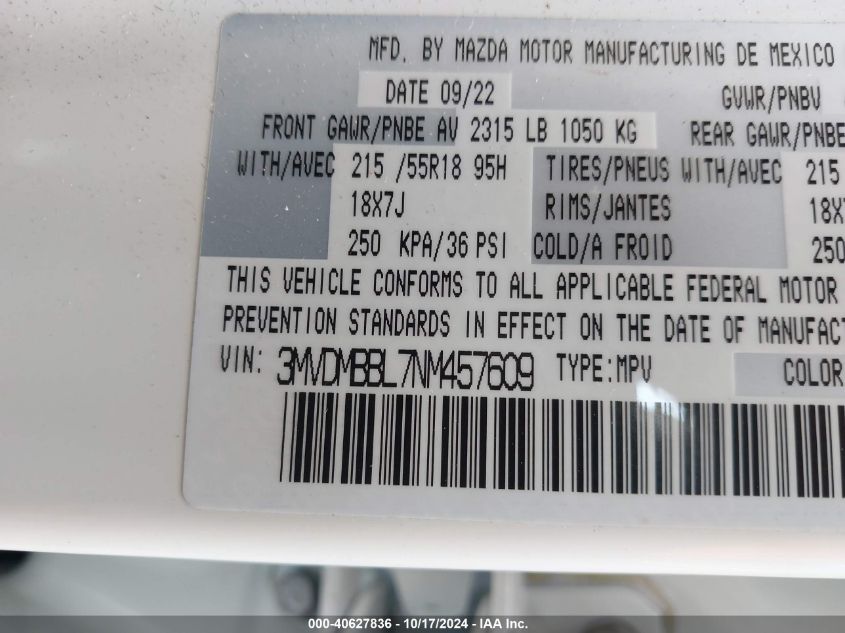 MFD. BY MAZDA MOTOR MANUFACTURING DE MEXICO
DATE 09/22 GVWR/PNBV
FRONT GAWR/PNBE AV 2315 LB 1050 KG REAR GAWR/PNBE
WITH/AVEC 215 /55R18 95H TIRES/PNEUS WITH/AVEC 215
18X7J RIMS/JANTES 18X7
250 KPA/36 PSI COLD/A FROID 250
THIS VEHICLE CONFORMS TO ALL APPLICABLE FEDERAL MOTOR
PREVENTION STANDARDS IN EFFECT ON THE DATE OF MANUFACT
VIN: 3MVDMBBL7NM457609 TYPE:MPV COLOR
000-40627836 - 10/17/2024 - IAA Inc.